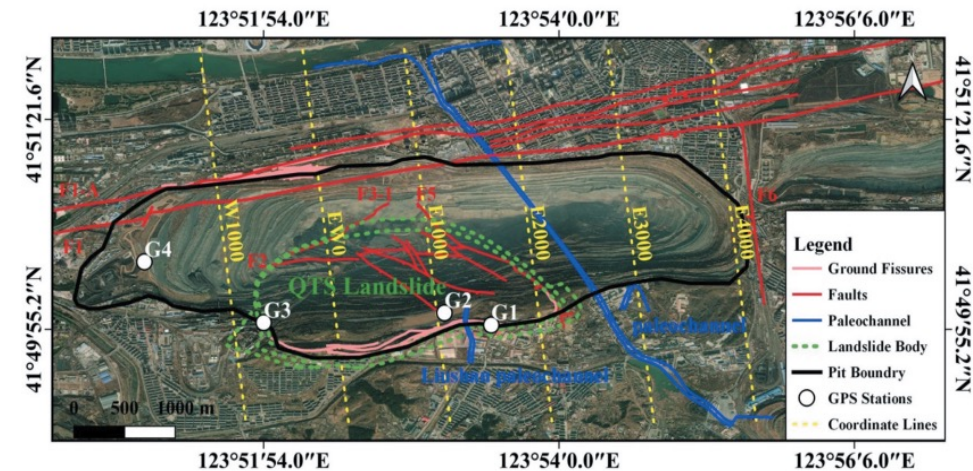 123°51′54.0″E 123°54′0.0″E 123°56′6.0″E
41°51′21.6″N
41°51′21.6″N
F1-A
F1
G4
W1000
EW0
F3-1
F5
E1000
E2000
E3000
E4000
F6
F2
QTS Landslide
G3
G2
G1
paleochannel
Liushan paleochannel
41°49′55.2″N
41°49′55.2″N
Legend
Ground Fissures
Faults
Paleochannel
Landslide Body
Pit Boundry
GPS Stations
Coordinate Lines
0 500 1000 m
123°51′54.0″E 123°54′0.0″E 123°56′6.0″E